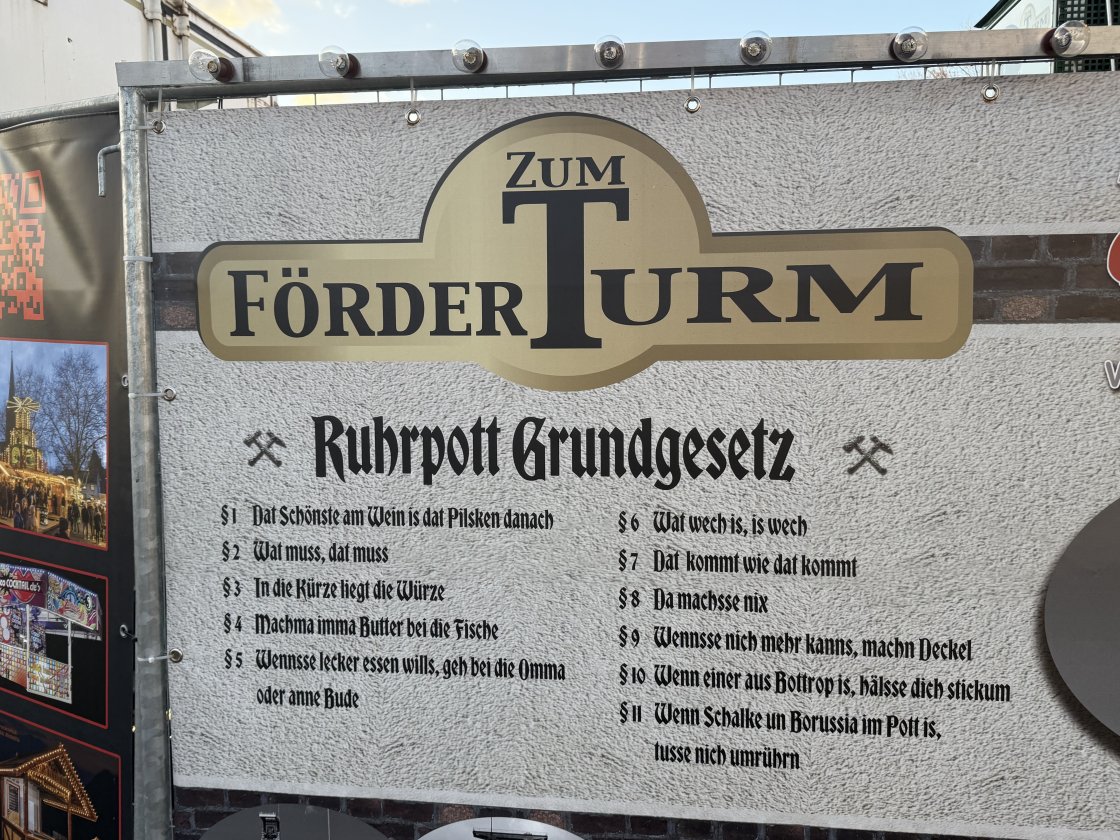 ZUM
FÖRDERTURM
Ruhrpott Grundgesetz
§ 1 Dat Schönste am Wein is dat Pilsken danach
§ 2 Wat muss, dat muss
§ 3 In die Kürze liegt die Würze
§ 4 Machma imma Butter bei die Fische
§ 5 Wennsse lecker essen wills, geh bei die Omma
oder anne Bude
§ 6 Wat wech is, is wech
§ 7 Dat kommt wie dat kommt
§ 8 Da machsse nix
§ 9 Wennsse nich mehr kanns, machn Deckel
§ 10 Wenn einer aus Bottrop is, hälsse dich stickum
§ 11 Wenn Schalke un Borussia im Pott is,
tusse nich umrührn